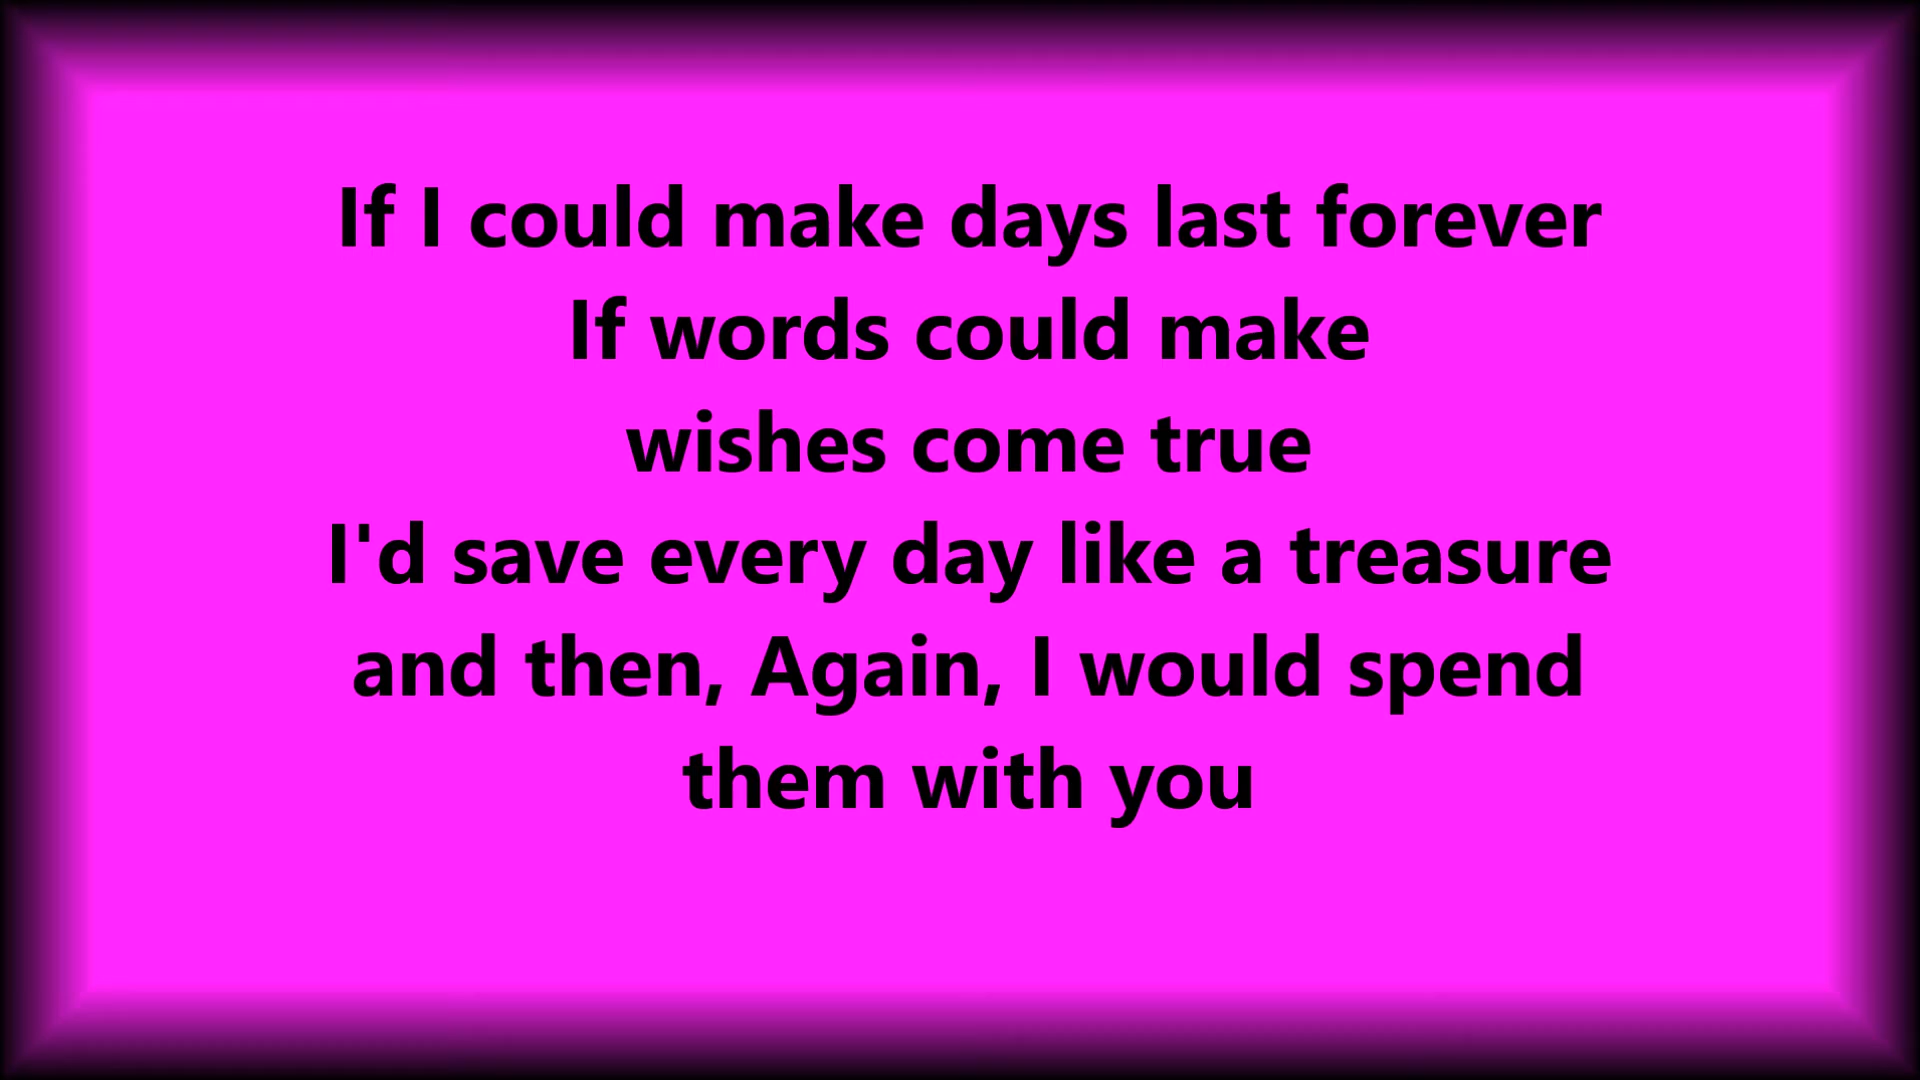 If I could make days last forever
If words could make
wishes come true
I'd save every day like a treasure
and then, Again, I would spend
them with you